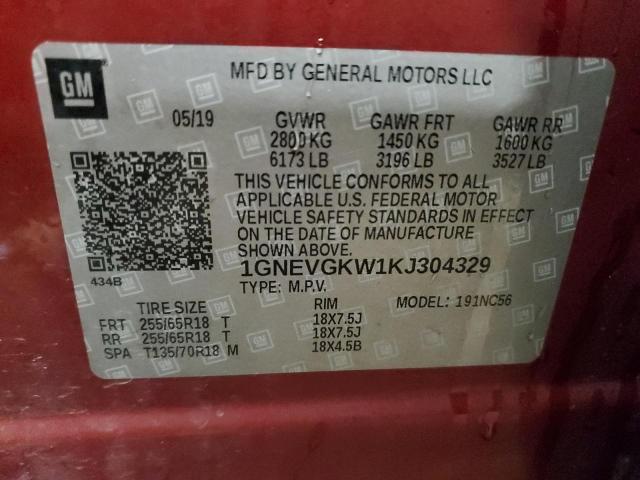 GM
MFD BY GENERAL MOTORS LLC
05/19 GVWR GAWR FRT GAWR RR
2800 KG 1450 KG 1600 KG
6173 LB 3196 LB 3527 LB
THIS VEHICLE CONFORMS TO ALL
APPLICABLE U.S. FEDERAL MOTOR
VEHICLE SAFETY STANDARDS IN EFFECT
ON THE DATE OF MANUFACTURE
SHOWN ABOVE.
1GNEVGKW1KJ304329
434B
TYPE: M.P.V. MODEL: 191NC56
TIRE SIZE RIM
FRT 255/65R18 T 18X7.5J
RR 255/65R18 T 18X7.5J
SPA T135/70R18 M 18X4.5B